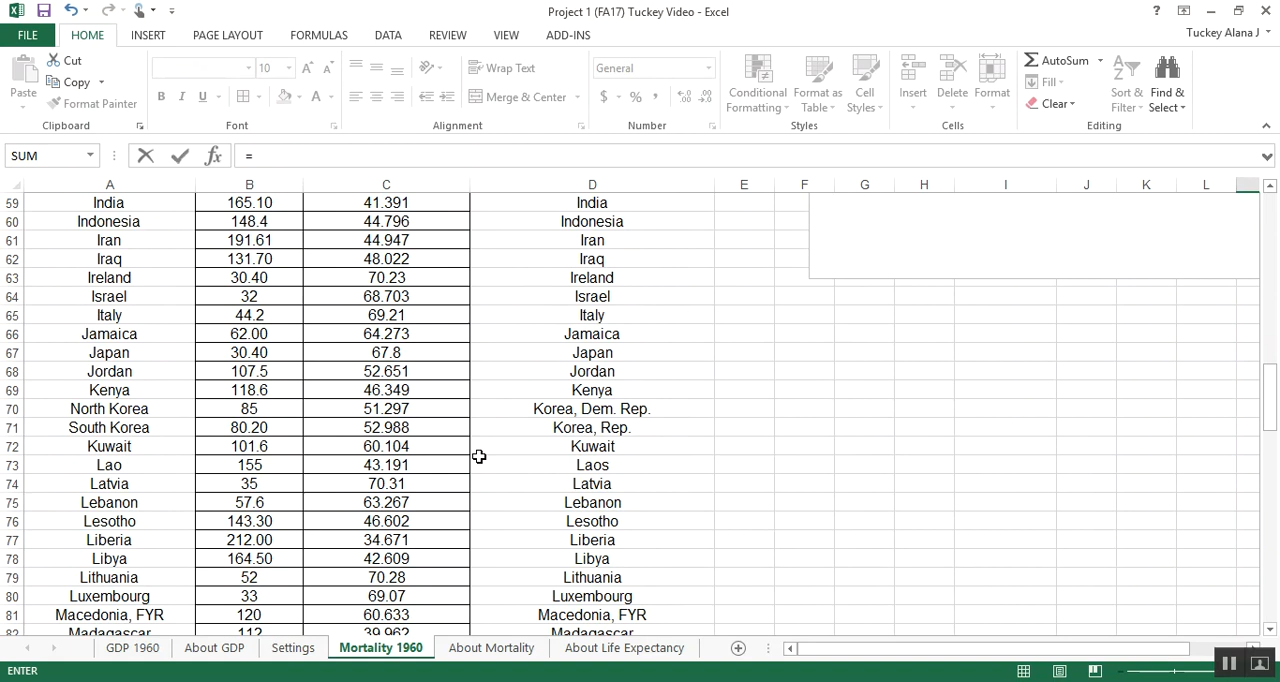 Project 1 (FA17) Tuckey Video - Excel
FILE HOME INSERT PAGE LAYOUT FORMULAS DATA REVIEW VIEW ADD-INS Tuckey Alana J
Paste Cut Copy Format Painter 10 Wrap Text Merge & Center General $ % Conditional Formatting Format as Table Cell Styles Insert Delete Format AutoSum Fill Clear Sort & Filter Find & Select
Clipboard Font Alignment Number Styles Cells Editing
SUM fx =
A B C D E F G H I J K L
59 India 165.10 41.391 India
60 Indonesia 148.4 44.796 Indonesia
61 Iran 191.61 44.947 Iran
62 Iraq 131.70 48.022 Iraq
63 Ireland 30.40 70.23 Ireland
64 Israel 32 68.703 Israel
65 Italy 44.2 69.21 Italy
66 Jamaica 62.00 64.273 Jamaica
67 Japan 30.40 67.8 Japan
68 Jordan 107.5 52.651 Jordan
69 Kenya 118.6 46.349 Kenya
70 North Korea 85 51.297 Korea, Dem. Rep.
71 South Korea 80.20 52.988 Korea, Rep.
72 Kuwait 101.6 60.104 Kuwait
73 Lao 155 43.191 Laos
74 Latvia 35 70.31 Latvia
75 Lebanon 57.6 63.267 Lebanon
76 Lesotho 143.30 46.602 Lesotho
77 Liberia 212.00 34.671 Liberia
78 Libya 164.50 42.609 Libya
79 Lithuania 52 70.28 Lithuania
80 Luxembourg 33 69.07 Luxembourg
81 Macedonia, FYR 120 60.633 Macedonia, FYR
82 Madagascar 112 39.962 Madagascar
GDP 1960 About GDP Settings Mortality 1960 About Mortality About Life Expectancy
ENTER